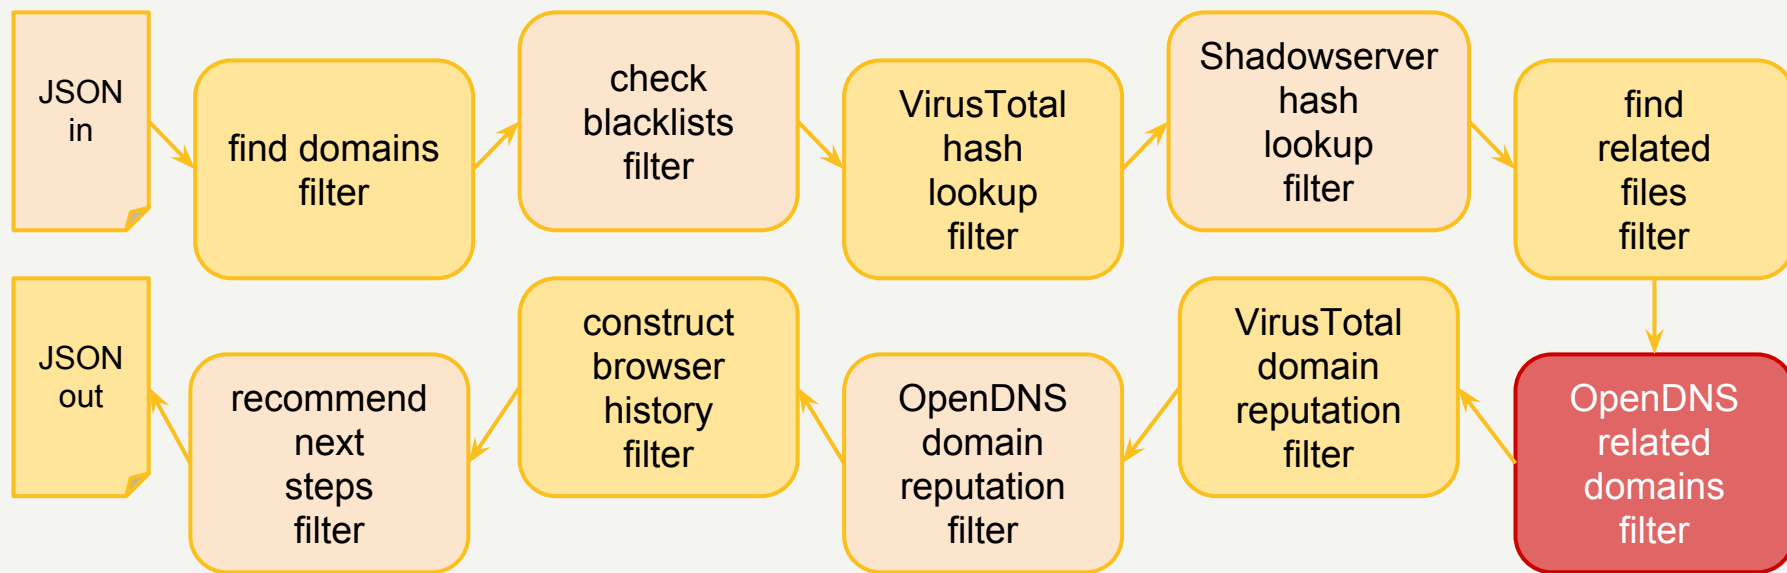 JSON
in
find domains
filter
check
blacklists
filter
VirusTotal
hash
lookup
filter
Shadowserver
hash
lookup
filter
find
related
files
filter
OpenDNS
related
domains
filter
VirusTotal
domain
reputation
filter
OpenDNS
domain
reputation
filter
construct
browser
history
filter
recommend
next
steps
filter
JSON
out